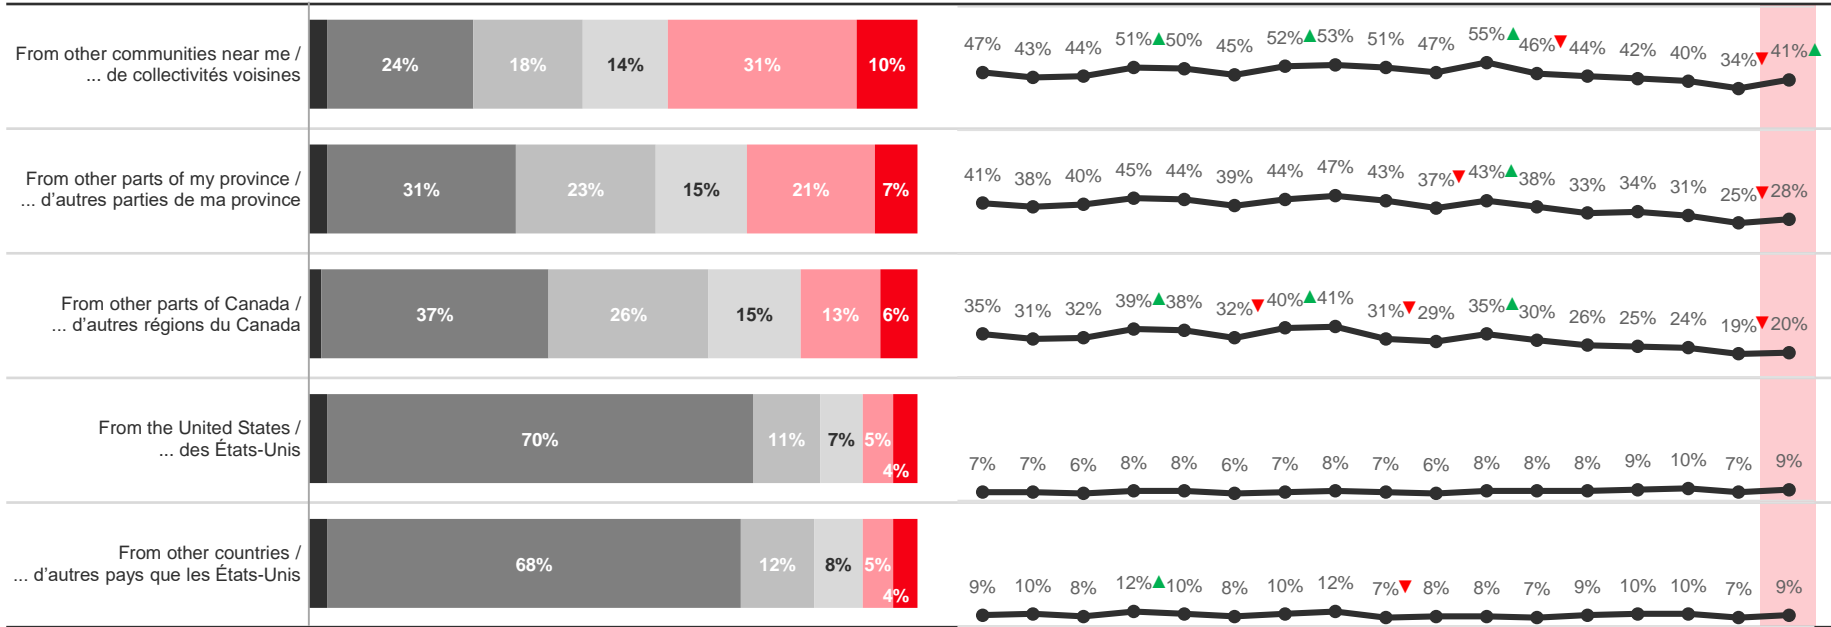 From other communities near me /
... de collectivités voisines
24% 18% 14% 31% 10%
47% 43% 44% 51%▲50% 45% 52%▲53% 51% 47% 55%▲46%▼44% 42% 40% 34%▼41%▲
From other parts of my province /
... d'autres parties de ma province
31% 23% 15% 21% 7%
41% 38% 40% 45% 44% 39% 44% 47% 43% 37%▼43%▲38% 33% 34% 31% 25%▼28%
From other parts of Canada /
... d'autres régions du Canada
37% 26% 15% 13% 6%
35% 31% 32% 39%▲38% 32%▼40%▲41% 31%▼29% 35%▲30% 26% 25% 24% 19%▼20%
From the United States /
... des États-Unis
70% 11% 7% 5% 4%
7% 7% 6% 8% 8% 6% 7% 8% 7% 6% 8% 8% 8% 9% 10% 7% 9%
From other countries /
... d'autres pays que les États-Unis
68% 12% 8% 5% 4%
9% 10% 8% 12%▲10% 8% 10% 12% 7%▼8% 8% 7% 9% 10% 10% 7% 9%